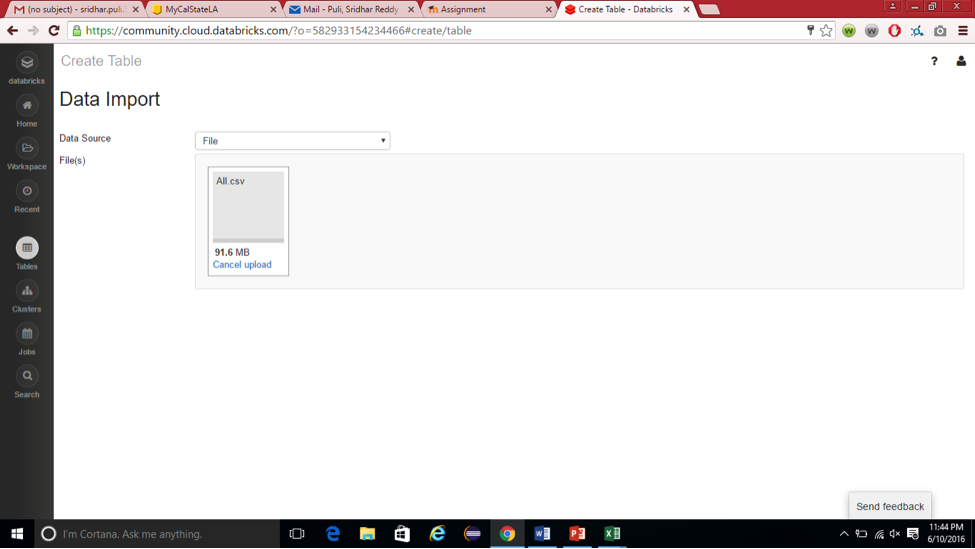 (no subject) - sridhar.puli
MyCalStateLA
Mail - Puli, Sridhar Reddy
Assignment
Create Table - Databricks
https://community.cloud.databricks.com/?o=582933154234466#create/table
databricks
Home
Workspace
Recent
Tables
Clusters
Jobs
Search
Create Table
?
Data Import
Data Source
File
File(s)
All.csv
91.6 MB
Cancel upload
Send feedback
I'm Cortana. Ask me anything.
11:44 PM
6/10/2016